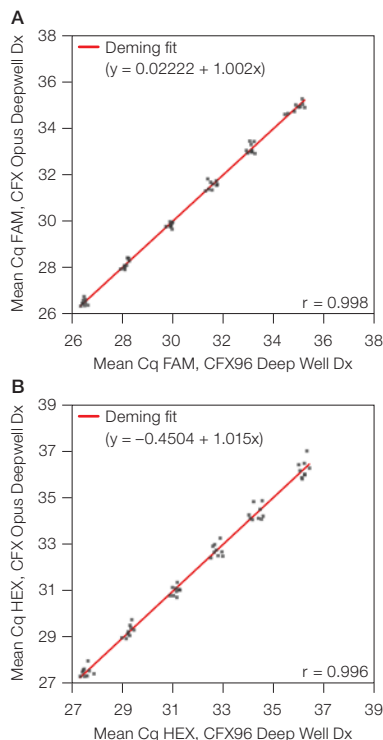 A
38
Deming fit
(y = 0.02222 + 1.002x)
36
34
32
30
28
26
Mean Cq FAM, CFX Opus Deepwell Dx
r = 0.998
26 28 30 32 34 36 38
Mean Cq FAM, CFX96 Deep Well Dx
B
39
Deming fit
(y = −0.4504 + 1.015x)
37
35
33
31
29
27
Mean Cq HEX, CFX Opus Deepwell Dx
r = 0.996
27 29 31 33 35 37 39
Mean Cq HEX, CFX96 Deep Well Dx